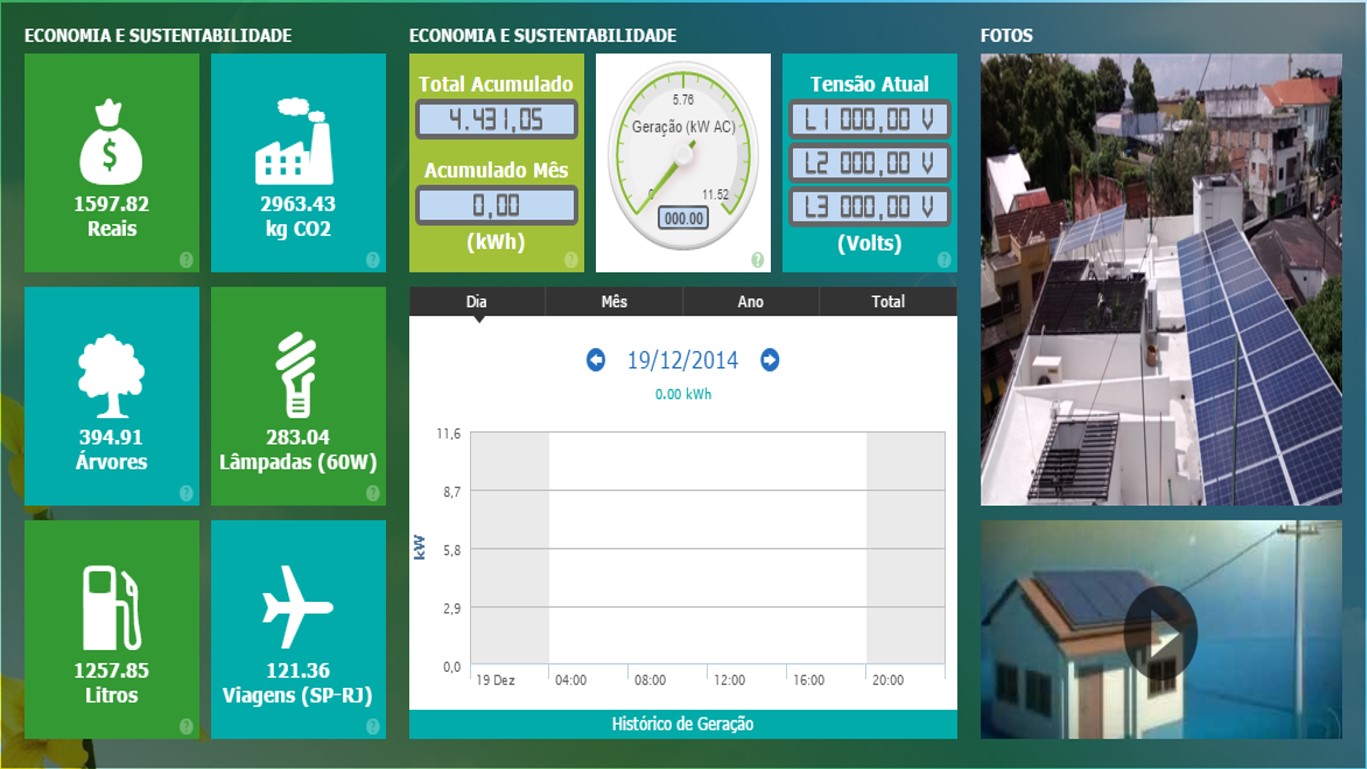 ECONOMIA E SUSTENTABILIDADE
1597.82
Reais
?
2963.43
kg CO2
?
394.91
Árvores
?
283.04
Lâmpadas (60W)
?
1257.85
Litros
?
121.36
Viagens (SP-RJ)
?
ECONOMIA E SUSTENTABILIDADE
Total Acumulado
4.431,05
Acumulado Mês
0,00
(kWh)
?
5.76
Geração (kW AC)
0
11.52
000.00
?
Tensão Atual
L1 000,00 V
L2 000,00 V
L3 000,00 V
(Volts)
?
Dia Mês Ano Total
19/12/2014
0.00 kWh
kW
11,6
8,7
5,8
2,9
0,0
19 Dez 04:00 08:00 12:00 16:00 20:00
Histórico de Geração
FOTOS